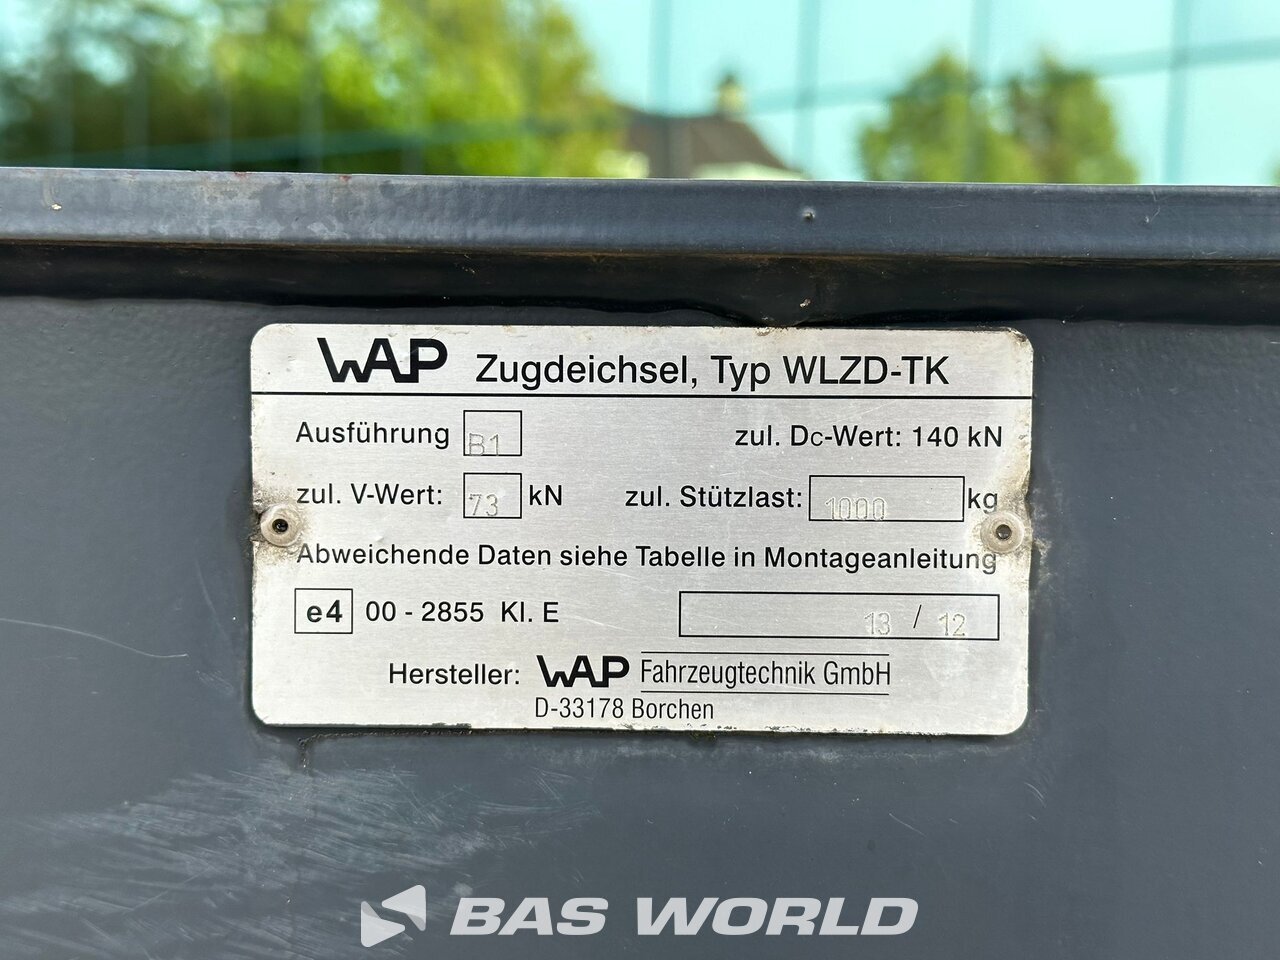 WAP Zugdeichsel, Typ WLZD-TK
Ausführung B1 zul. Dc-Wert: 140 kN
zul. V-Wert: 73 kN zul. Stützlast: 1000 kg
Abweichende Daten siehe Tabelle in Montageanleitung
e4 00 - 2855 Kl. E 13 / 12
Hersteller: WAP Fahrzeugtechnik GmbH
D-33178 Borchen
BAS WORLD